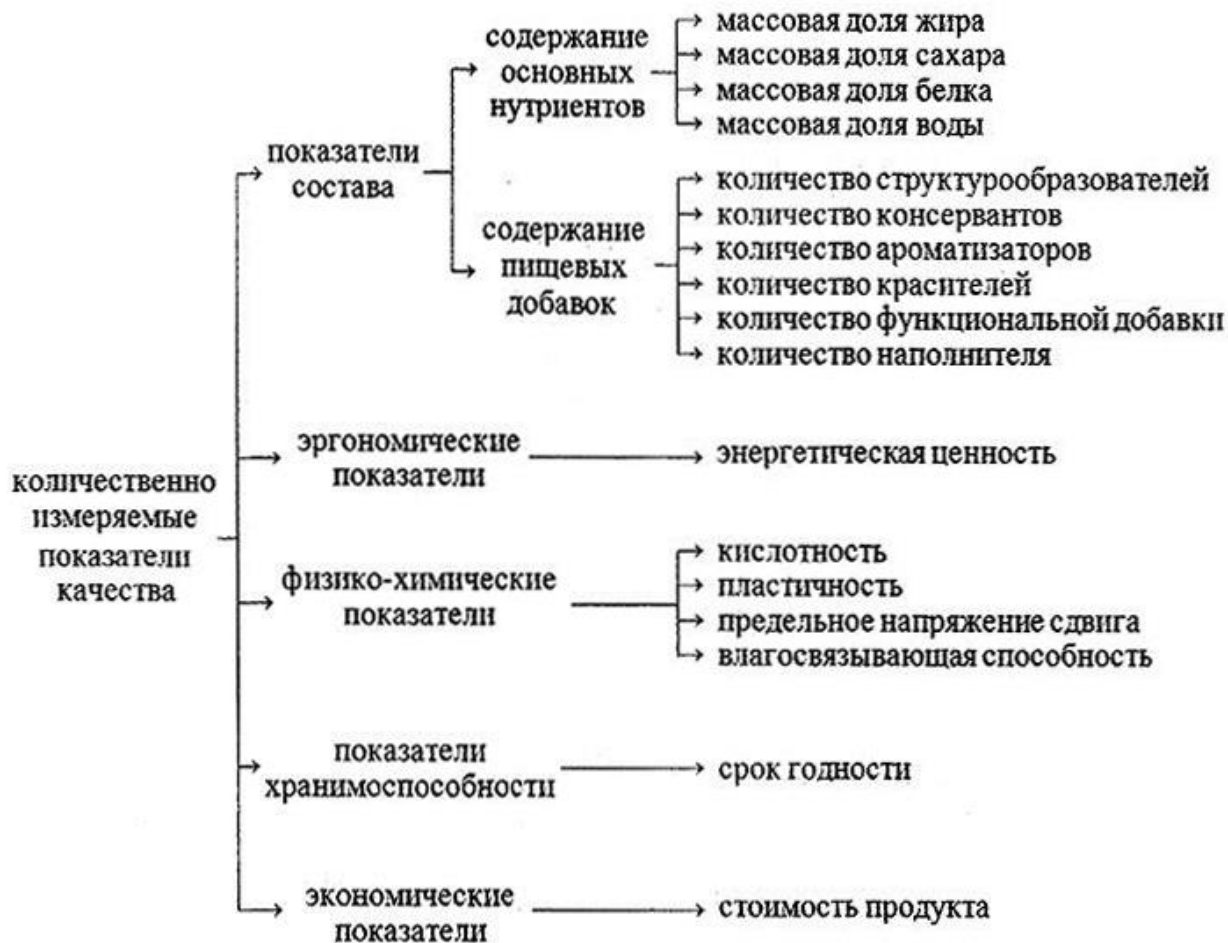 количественно
измеряемые
показатели
качества
показатели
состава
содержание
основных
нутриентов
массовая доля жира
массовая доля сахара
массовая доля белка
массовая доля воды
содержание
пищевых
добавок
количество структурообразователей
количество консервантов
количество ароматизаторов
количество красителей
количество функциональной добавки
количество наполнителя
эргономические
показатели
энергетическая ценность
физико-химические
показатели
кислотность
пластичность
предельное напряжение сдвига
влагосвязывающая способность
показатели
хранимоспособности
срок годности
экономические
показатели
стоимость продукта